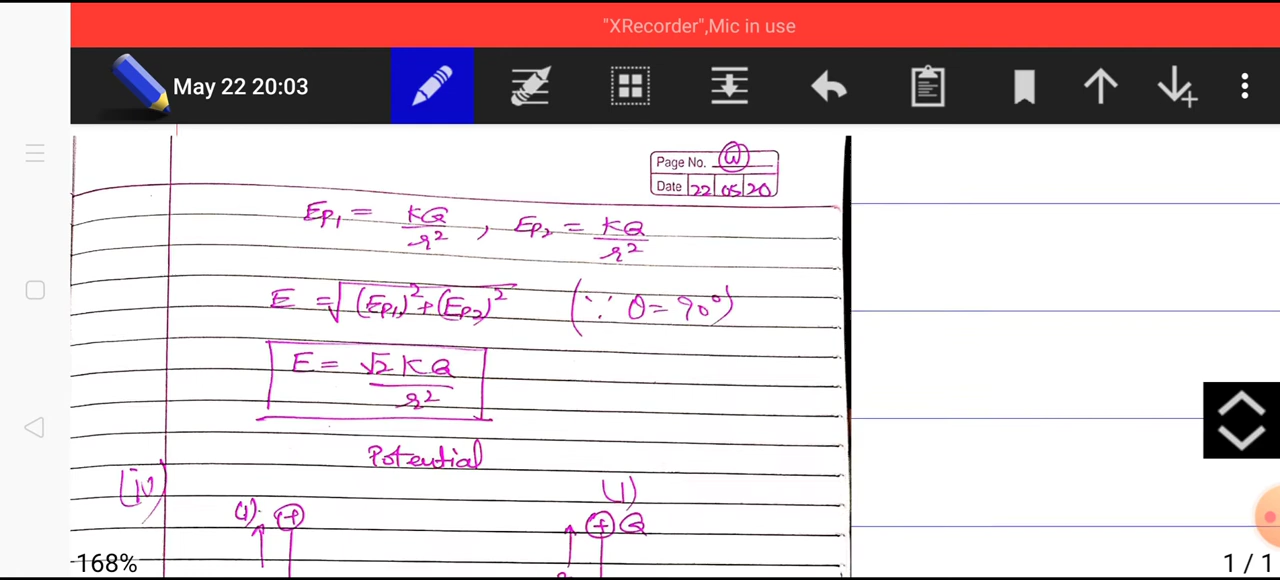 "XRecorder",Mic in use
May 22 20:03
Page No.
Date 22 05 20
Ep₁ = KQ/r² , Ep₂ = KQ/r²
E = √(Ep₁)²+(Ep₂)² (∵ θ = 90°)
E = √2 KQ/r²
Potential
(iv)
(1)
(1). +
+ Q
168%
1 / 1